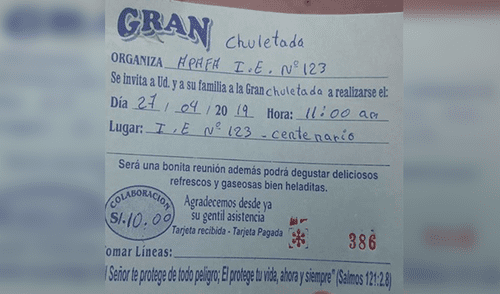 GRAN chuletada
ORGANIZA APAFA I.E. Nº 123
Se invita a Ud. y a su familia a la Gran chuletada a realizarse el:
Día 27 / 04 / 2019 Hora: 11:00 am
Lugar: I.E Nº 123 - centenario
Será una bonita reunión además podrá degustar deliciosos
refrescos y gaseosas bien heladitas.
COLABORACION
S/. 10.00
Agradecemos desde ya
su gentil asistencia
Tarjeta recibida - Tarjeta Pagada
386
omar Líneas:
Señor te protege de todo peligro; El protege tu vida, ahora y siempre" (Salmos 121:2.8)